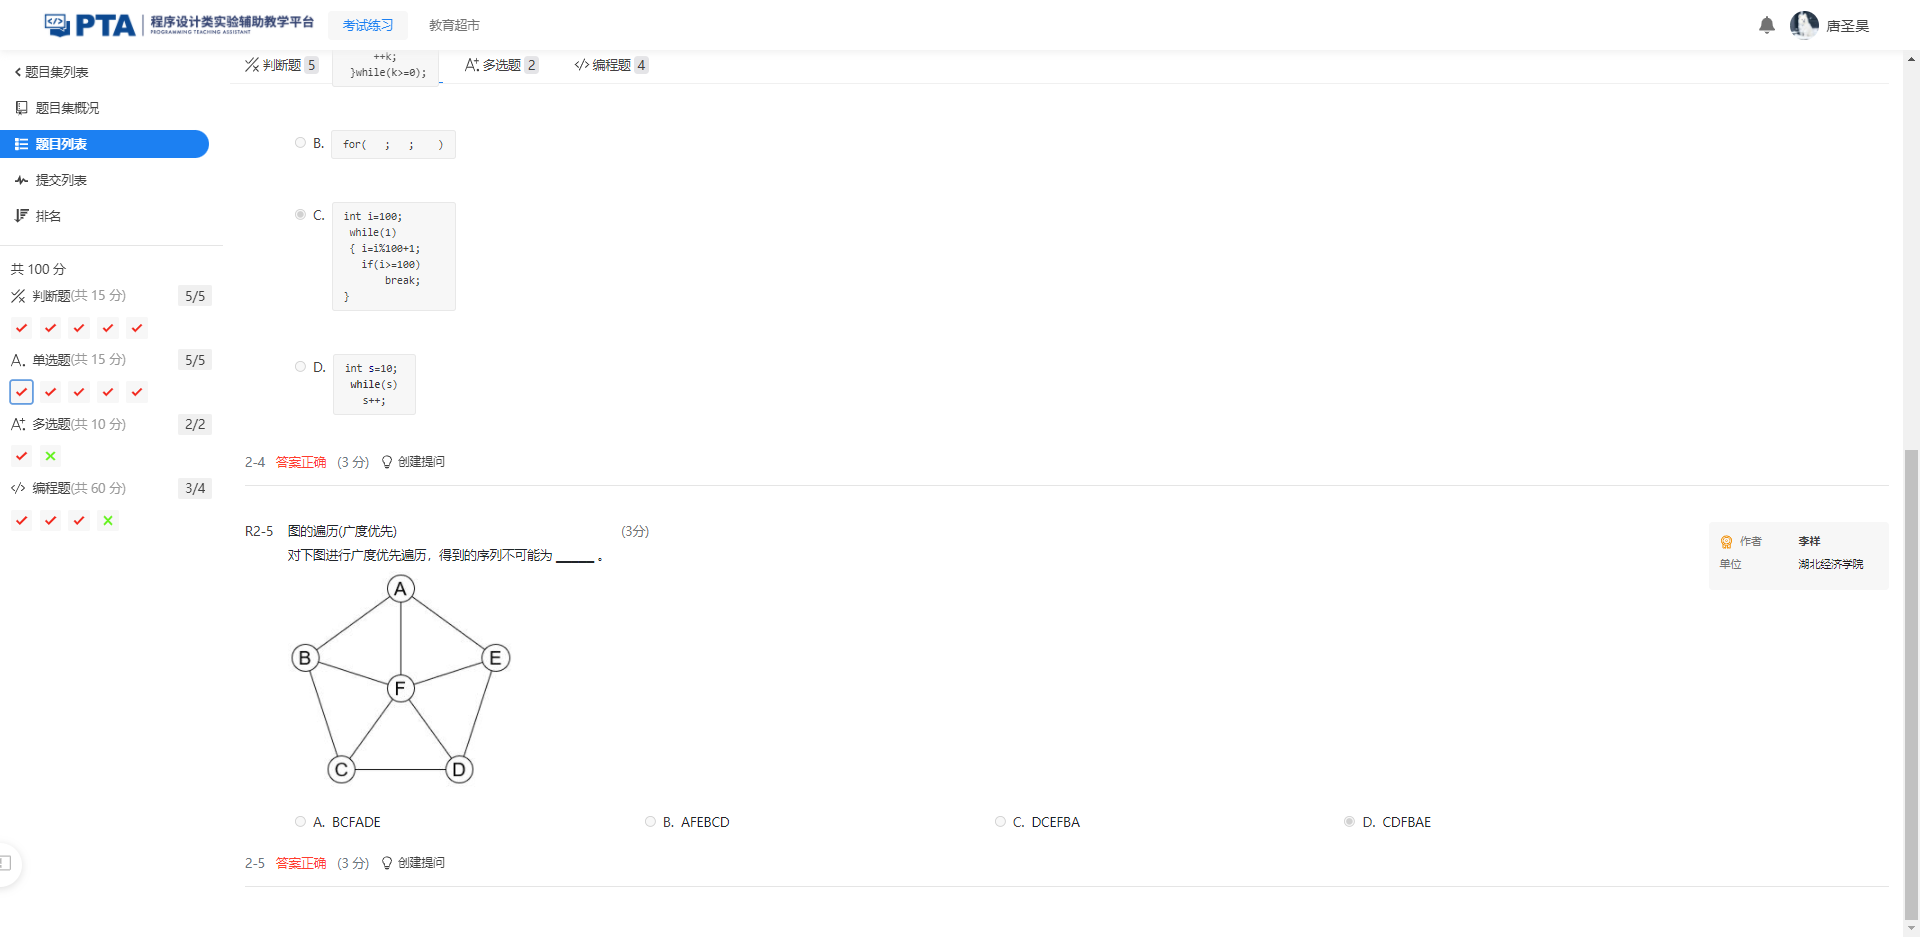 PTA 程序设计类实验辅助教学平台
PROGRAMMING TEACHING ASSISTANT
考试练习
教育超市
唐圣昊
题目集列表
题目集概况
题目列表
提交列表
排名
共 100 分
判断题(共 15 分) 5/5
A. 单选题(共 15 分) 5/5
多选题(共 10 分) 2/2
</> 编程题(共 60 分) 3/4
判断题 5
多选题 2
</> 编程题 4
++k;
}while(k>=0);
B. for(   ;   ;    )
C. int i=100;
while(1)
{ i=i%100+1;
if(i>=100)
break;
}
D. int s=10;
while(s)
s++;
2-4 答案正确 (3 分) 创建提问
R2-5 图的遍历(广度优先) (3分)
对下图进行广度优先遍历，得到的序列不可能为 ______ 。
作者 李祥
单位 湖北经济学院
A
B
E
F
C
D
A. BCFADE
B. AFEBCD
C. DCEFBA
D. CDFBAE
2-5 答案正确 (3 分) 创建提问